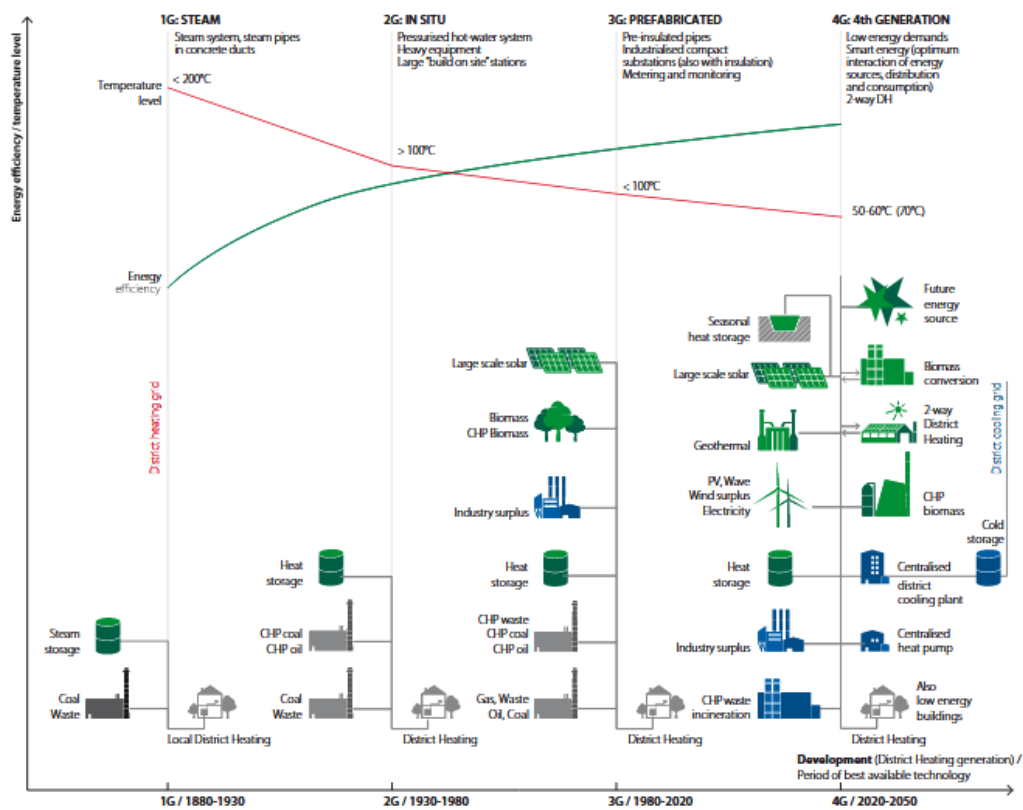 1G: STEAM
Steam system, steam pipes
in concrete ducts
2G: IN SITU
Pressurised hot-water system
Heavy equipment
Large "build on site" stations
3G: PREFABRICATED
Pre-insulated pipes
Industrialised compact
substations (also with insulation)
Metering and monitoring
4G: 4th GENERATION
Low energy demands
Smart energy (optimum
interaction of energy
sources, distribution
and consumption)
2-way DH
Energy efficiency / temperature level
Temperature
level
< 200ºC
> 100ºC
< 100ºC
50-60ºC (70ºC)
Energy
efficiency
District heating grid
Steam
storage
Coal
Waste
Local District Heating
Heat
storage
CHP coal
CHP oil
Coal
Waste
District Heating
Large scale solar
Biomass
CHP Biomass
Industry surplus
Heat
storage
CHP waste
CHP coal
CHP oil
Gas, Waste
Oil, Coal
District Heating
Seasonal
heat storage
Large scale solar
Geothermal
PV, Wave
Wind surplus
Electricity
Heat
storage
Industry surplus
CHP waste
incineration
Future
energy
source
Biomass
conversion
2-way
District
Heating
CHP
biomass
Centralised
district
cooling plant
Centralised
heat pump
Also
low energy
buildings
District Heating
District cooling grid
Cold
storage
Development (District Heating generation) /
Period of best available technology
1G / 1880-1930
2G / 1930-1980
3G / 1980-2020
4G / 2020-2050